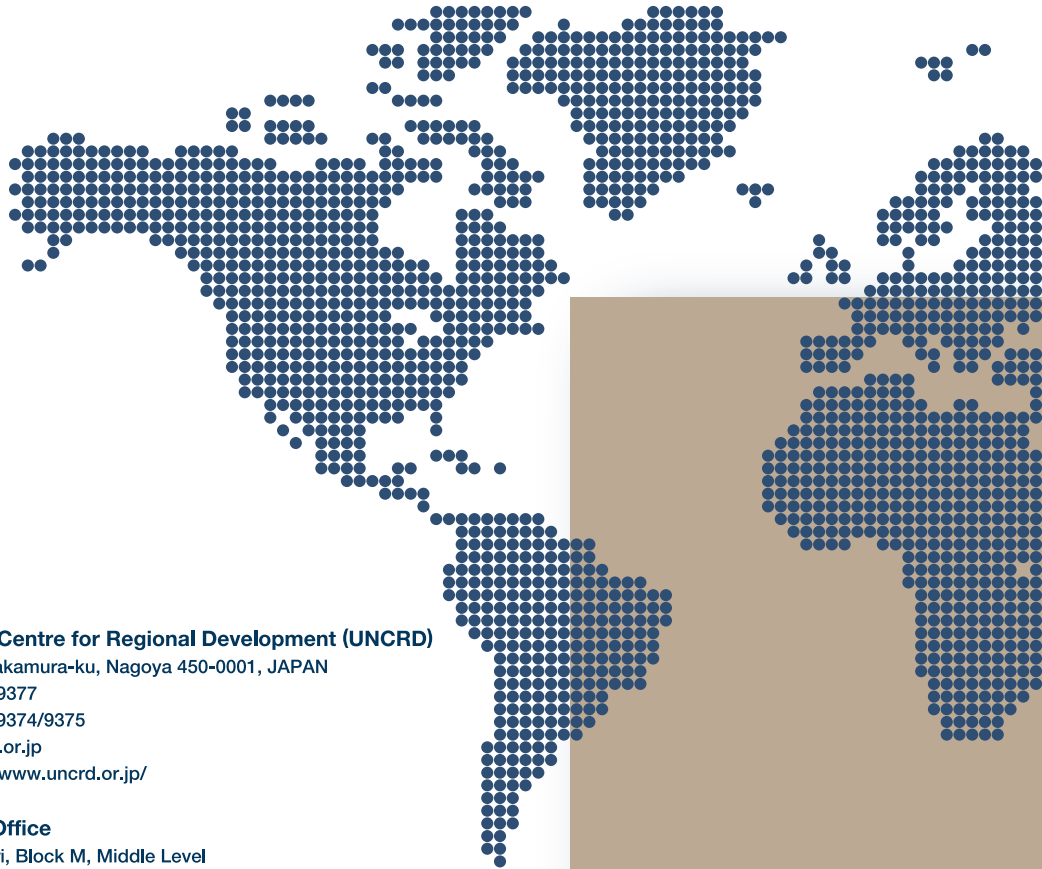 Centre for Regional Development (UNCRD)
akamura-ku, Nagoya 450-0001, JAPAN
9377
9374/9375
.or.jp
www.uncrd.or.jp/
Office
i, Block M, Middle Level